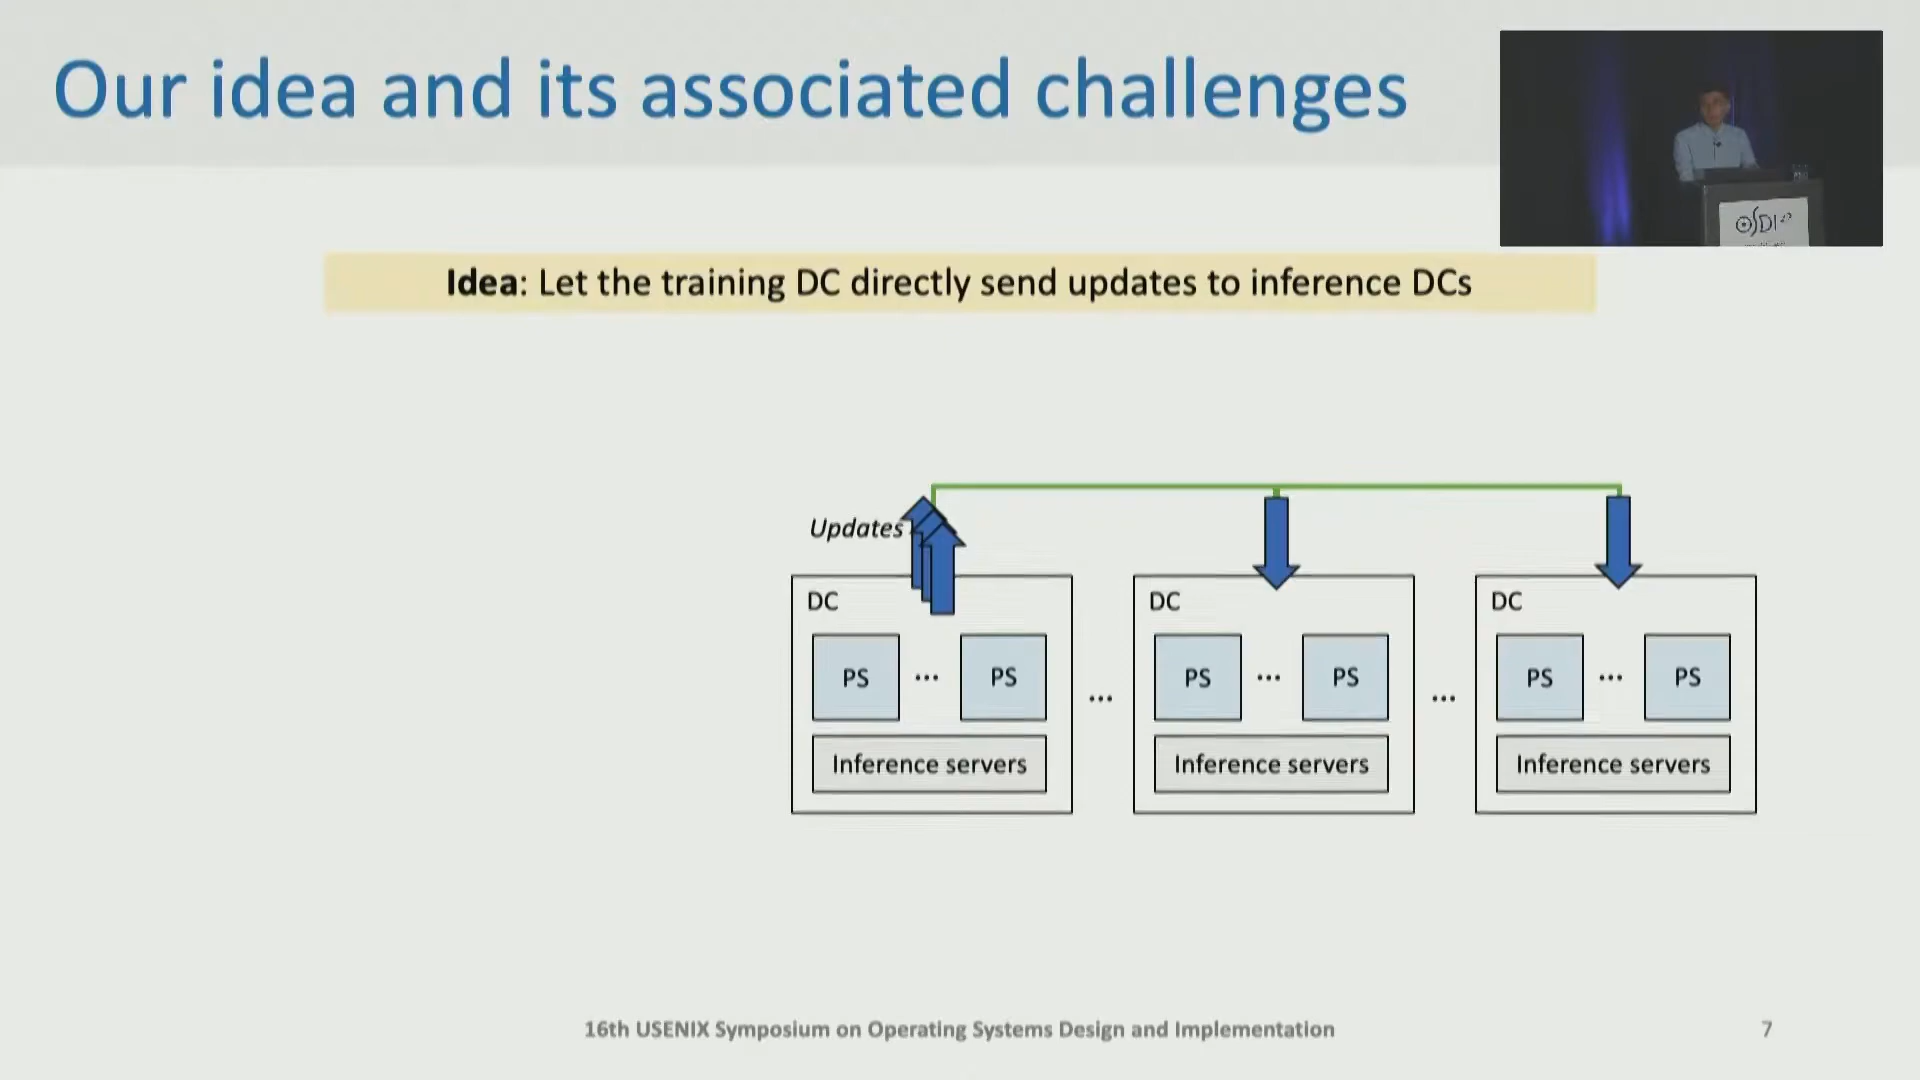 Our idea and its associated challenges
OSDI
Idea: Let the training DC directly send updates to inference DCs
Updates
DC
DC
DC
PS ... PS
...
PS ... PS
...
PS ... PS
Inference servers
Inference servers
Inference servers
16th USENIX Symposium on Operating Systems Design and Implementation
7